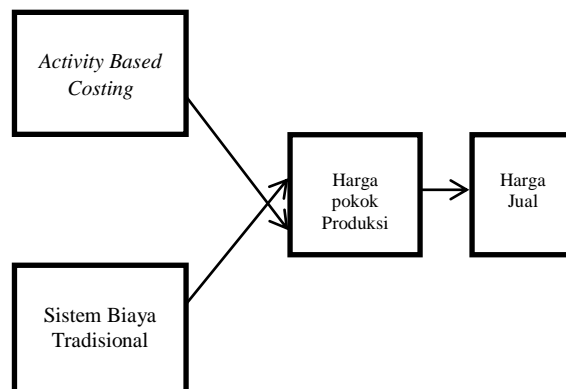 Activity Based
Costing
Harga
pokok
Produksi
Harga
Jual
Sistem Biaya
Tradisional